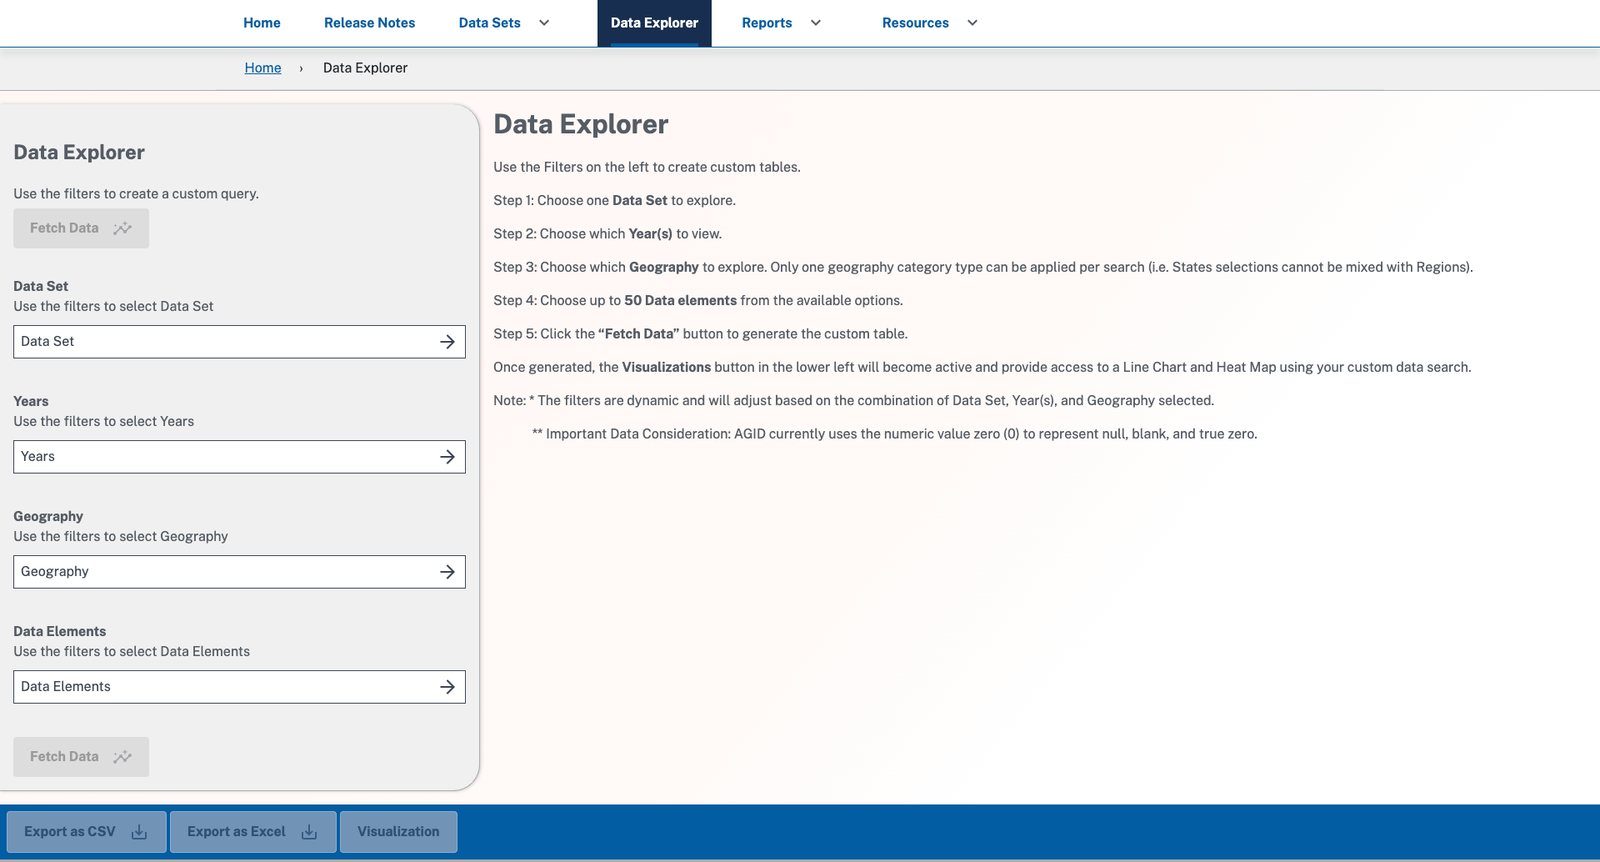 Home Release Notes Data Sets Data Explorer Reports Resources
Home › Data Explorer
Data Explorer
Use the filters to create a custom query.
Fetch Data
Data Set
Use the filters to select Data Set
Data Set
Years
Use the filters to select Years
Years
Geography
Use the filters to select Geography
Geography
Data Elements
Use the filters to select Data Elements
Data Elements
Fetch Data
Data Explorer
Use the Filters on the left to create custom tables.
Step 1: Choose one Data Set to explore.
Step 2: Choose which Year(s) to view.
Step 3: Choose which Geography to explore. Only one geography category type can be applied per search (i.e. States selections cannot be mixed with Regions).
Step 4: Choose up to 50 Data elements from the available options.
Step 5: Click the “Fetch Data” button to generate the custom table.
Once generated, the Visualizations button in the lower left will become active and provide access to a Line Chart and Heat Map using your custom data search.
Note: * The filters are dynamic and will adjust based on the combination of Data Set, Year(s), and Geography selected.
** Important Data Consideration: AGID currently uses the numeric value zero (0) to represent null, blank, and true zero.
Export as CSV Export as Excel Visualization